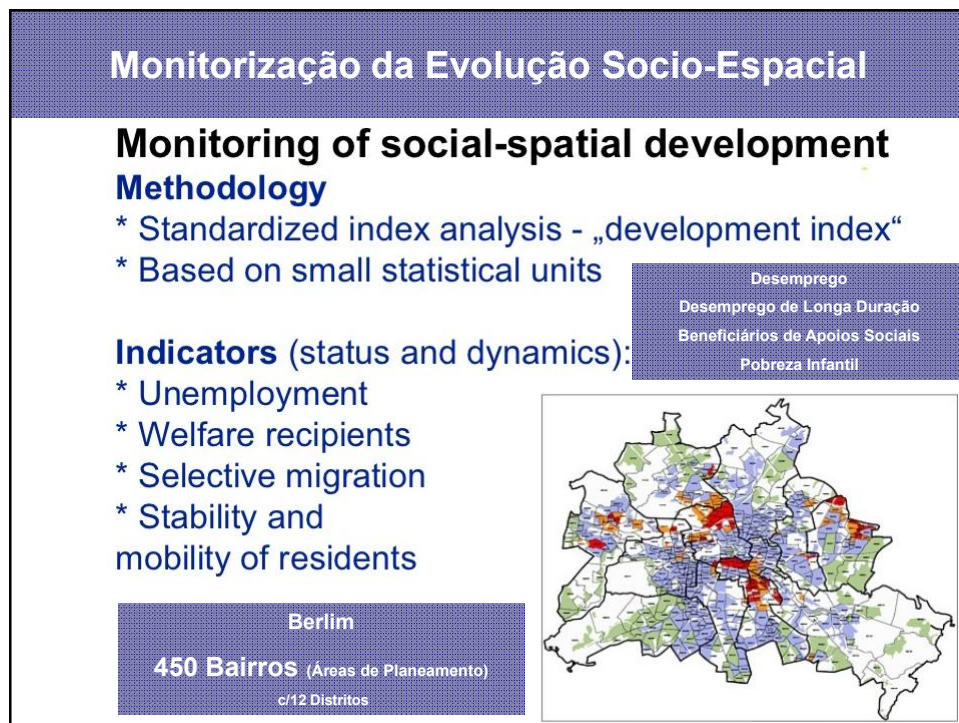 Monitorização da Evolução Socio-Espacial
Monitoring of social-spatial development
Methodology
* Standardized index analysis - „development index“
* Based on small statistical units
Desemprego
Desemprego de Longa Duração
Beneficiários de Apoios Sociais
Pobreza Infantil
Indicators (status and dynamics):
* Unemployment
* Welfare recipients
* Selective migration
* Stability and
mobility of residents
Berlim
450 Bairros (Áreas de Planeamento)
c/12 Distritos